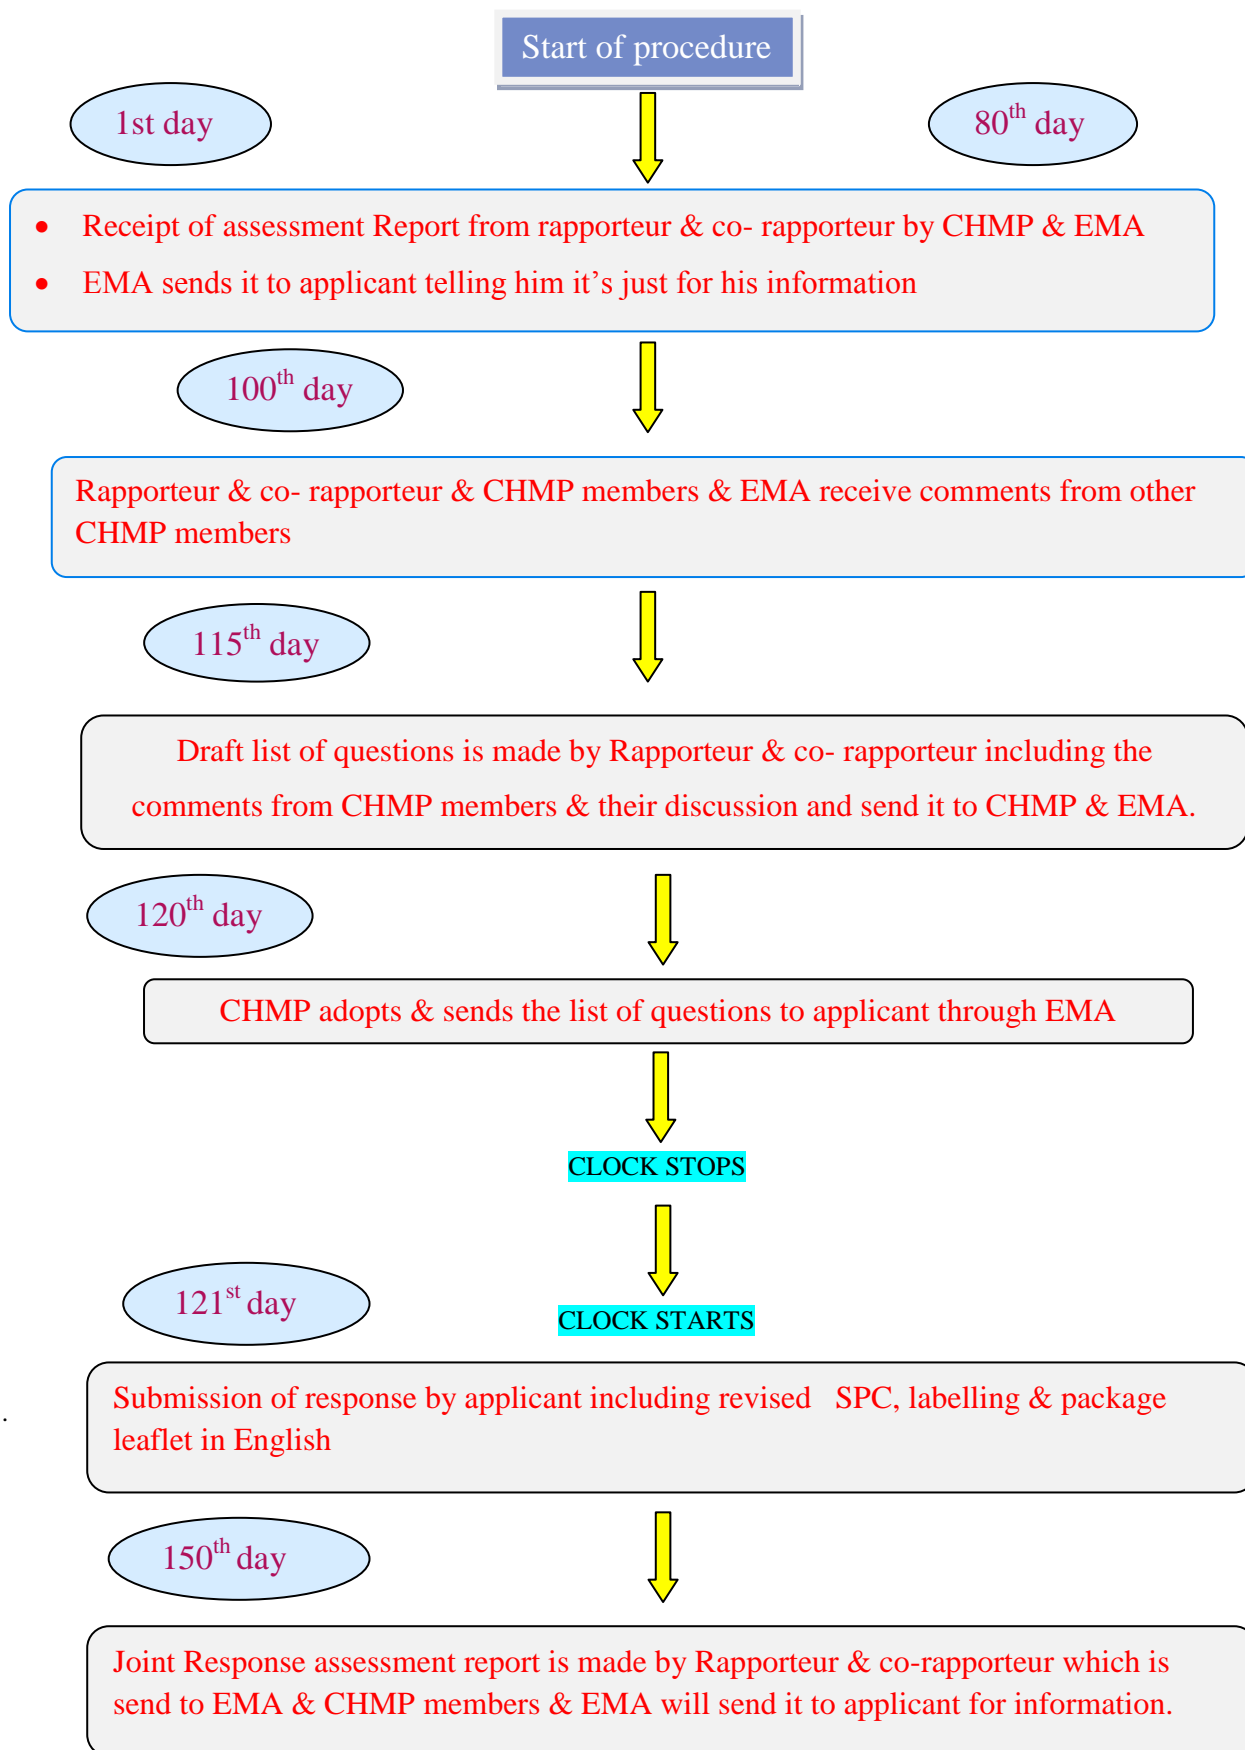 Start of procedure
1st day
80th day
• Receipt of assessment Report from rapporteur & co- rapporteur by CHMP & EMA
• EMA sends it to applicant telling him it's just for his information
100th day
Rapporteur & co- rapporteur & CHMP members & EMA receive comments from other
CHMP members
115th day
Draft list of questions is made by Rapporteur & co- rapporteur including the
comments from CHMP members & their discussion and send it to CHMP & EMA.
120th day
CHMP adopts & sends the list of questions to applicant through EMA
CLOCK STOPS
121st day
CLOCK STARTS
Submission of response by applicant including revised SPC, labelling & package
leaflet in English
.
150th day
Joint Response assessment report is made by Rapporteur & co-rapporteur which is
send to EMA & CHMP members & EMA will send it to applicant for information.